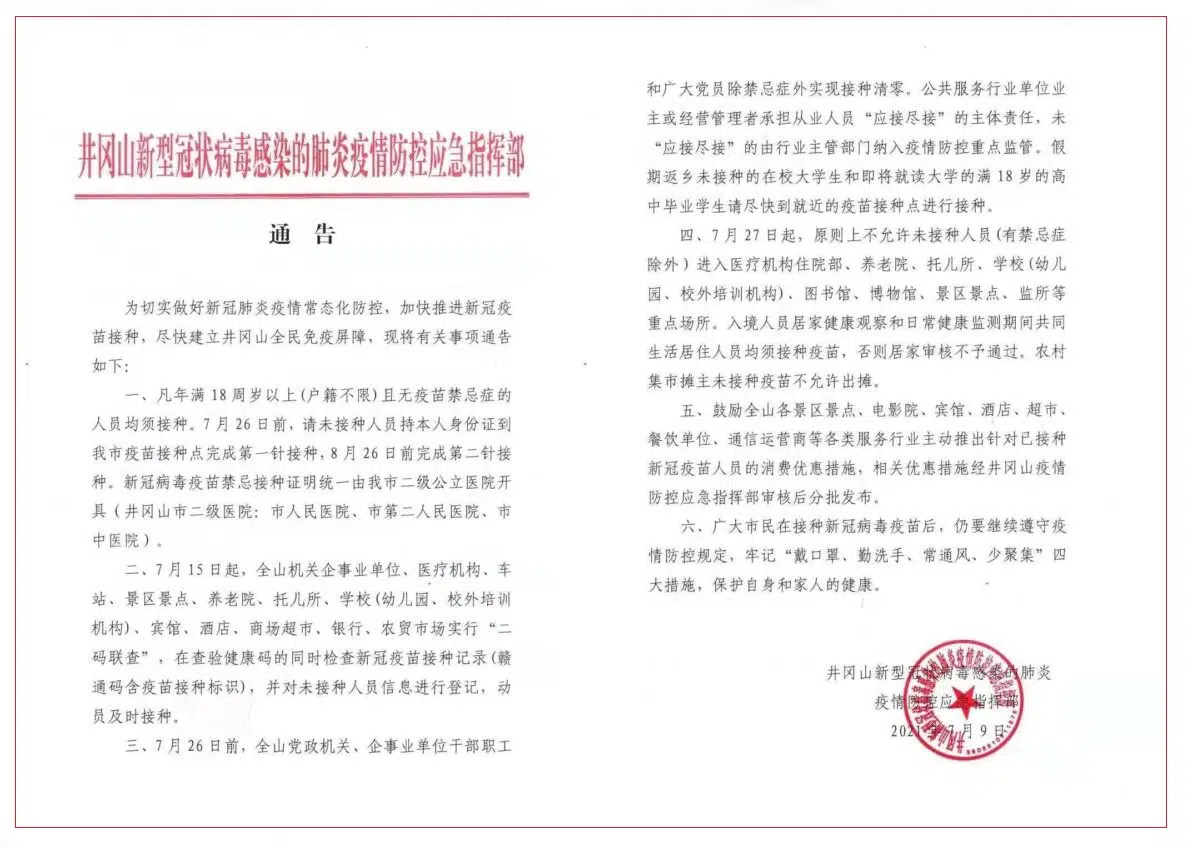 井冈山新型冠状病毒感染的肺炎疫情防控应急指挥部
通 告
为切实做好新冠肺炎疫情常态化防控，加快推进新冠疫
苗接种，尽快建立井冈山全民免疫屏障，现将有关事项通告
如下：
一、凡年满 18 周岁以上(户籍不限)且无疫苗禁忌症的
人员均须接种。7 月 26 日前，请未接种人员持本人身份证到
我市疫苗接种点完成第一针接种，8 月 26 日前完成第二针接
种。新冠病毒疫苗禁忌接种证明统一由我市二级公立医院开
具（井冈山市二级医院：市人民医院、市第二人民医院、市
中医院）。
二、7 月 15 日起，全山机关企事业单位、医疗机构、车
站、景区景点、养老院、托儿所、学校(幼儿园、校外培训
机构)、宾馆、酒店、商场超市、银行、农贸市场实行“二
码联查”，在查验健康码的同时检查新冠疫苗接种记录(赣
通码含疫苗接种标识)，并对未接种人员信息进行登记，动
员及时接种。
三、7 月 26 日前，全山党政机关、企事业单位干部职工
和广大党员除禁忌症外实现接种清零。公共服务行业单位业
主或经营管理者承担从业人员“应接尽接”的主体责任，未
“应接尽接”的由行业主管部门纳入疫情防控重点监管。假
期返乡未接种的在校大学生和即将就读大学的满 18 岁的高
中毕业学生请尽快到就近的疫苗接种点进行接种。
四、7 月 27 日起，原则上不允许未接种人员(有禁忌症
除外）进入医疗机构住院部、养老院、托儿所、学校(幼儿
园、校外培训机构)、图书馆、博物馆、景区景点、监所等
重点场所。入境人员居家健康观察和日常健康监测期间共同
生活居住人员均须接种疫苗，否则居家审核不予通过。农村
集市摊主未接种疫苗不允许出摊。
五、鼓励全山各景区景点、电影院、宾馆、酒店、超市、
餐饮单位、通信运营商等各类服务行业主动推出针对已接种
新冠疫苗人员的消费优惠措施，相关优惠措施经井冈山疫情
防控应急指挥部审核后分批发布。
六、广大市民在接种新冠病毒疫苗后，仍要继续遵守疫
情防控规定，牢记“戴口罩、勤洗手、常通风、少聚集”四
大措施，保护自身和家人的健康。
井冈山新型冠状病毒感染的肺炎
疫情防控应急指挥部
2021 年 7 月 9 日